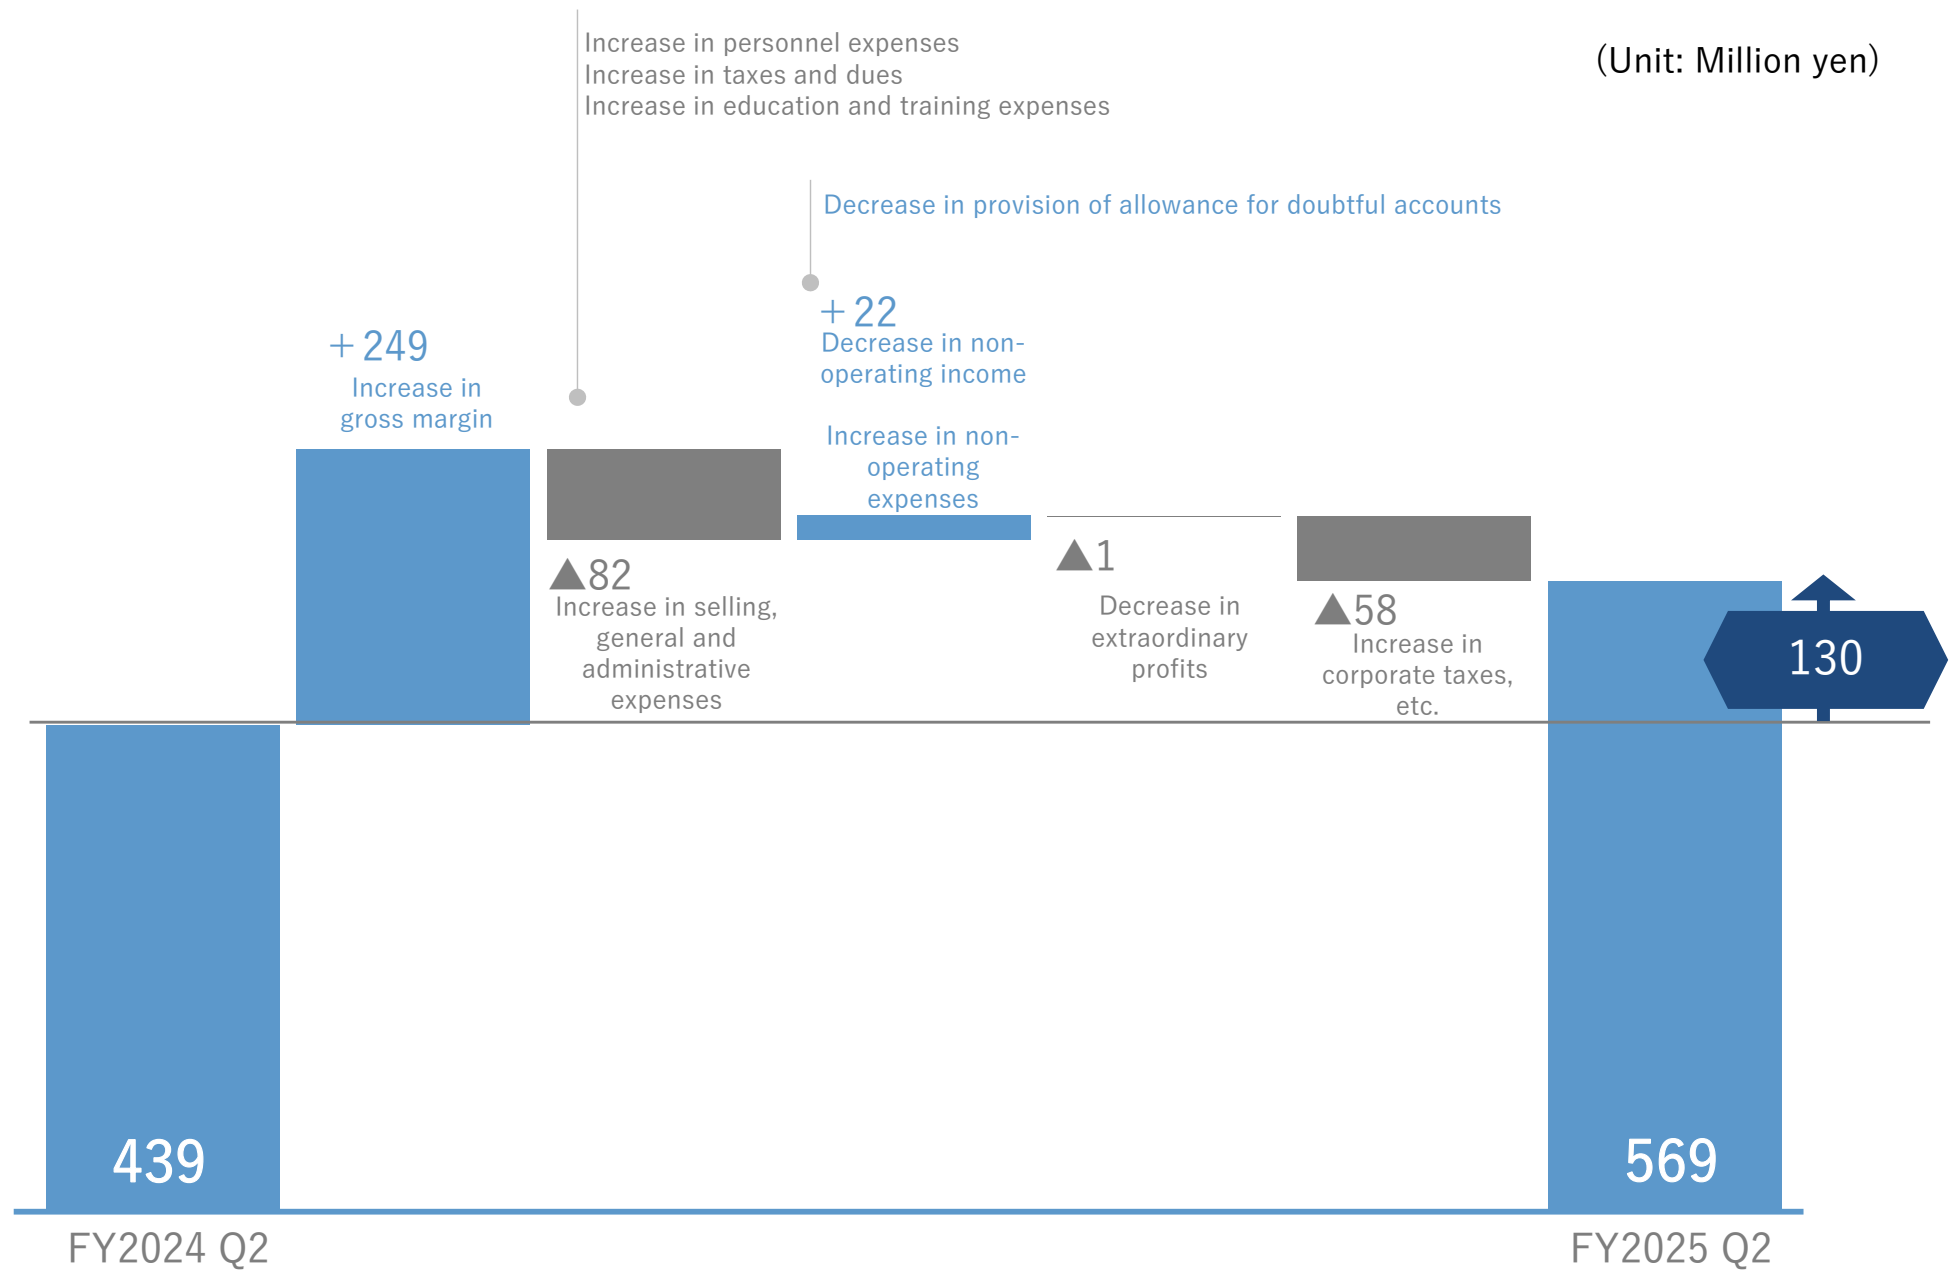 Increase in personnel expenses
Increase in taxes and dues
Increase in education and training expenses
(Unit: Million yen)
Decrease in provision of allowance for doubtful accounts
+249
Increase in
gross margin
+22
Decrease in non-
operating income
Increase in non-
operating
expenses
▲82
Increase in selling,
general and
administrative
expenses
▲1
Decrease in
extraordinary
profits
▲58
Increase in
corporate taxes,
etc.
130
439
569
FY2024 Q2
FY2025 Q2